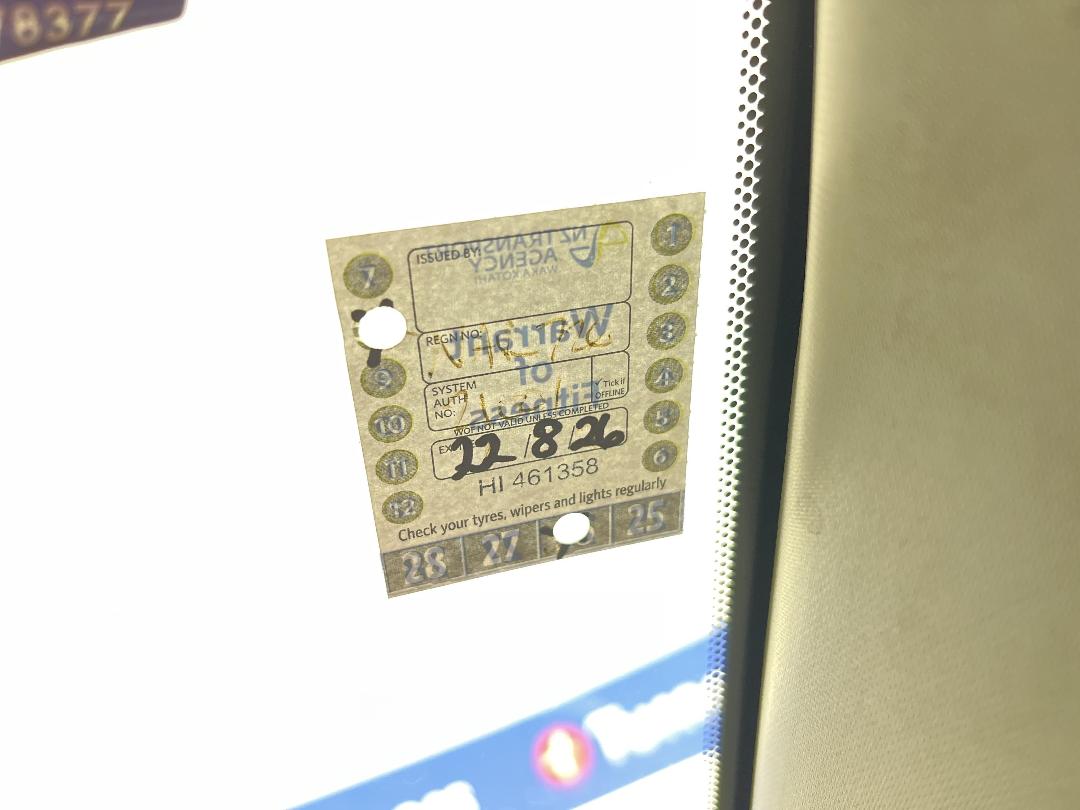 18377
ISSUED BY:
NZ TRANSPORT
AGENCY
WAKA KOTAHI
7
1
2
3
4
5
6
9
10
11
12
Warrant
of
Fitness
REGN NO:
SYSTEM
AUTH
NO:
Tick if
OFFLINE
WOF NOT VALID UNLESS COMPLETED
22/8/26
HI 461358
Check your tyres, wipers and lights regularly
28 27 25